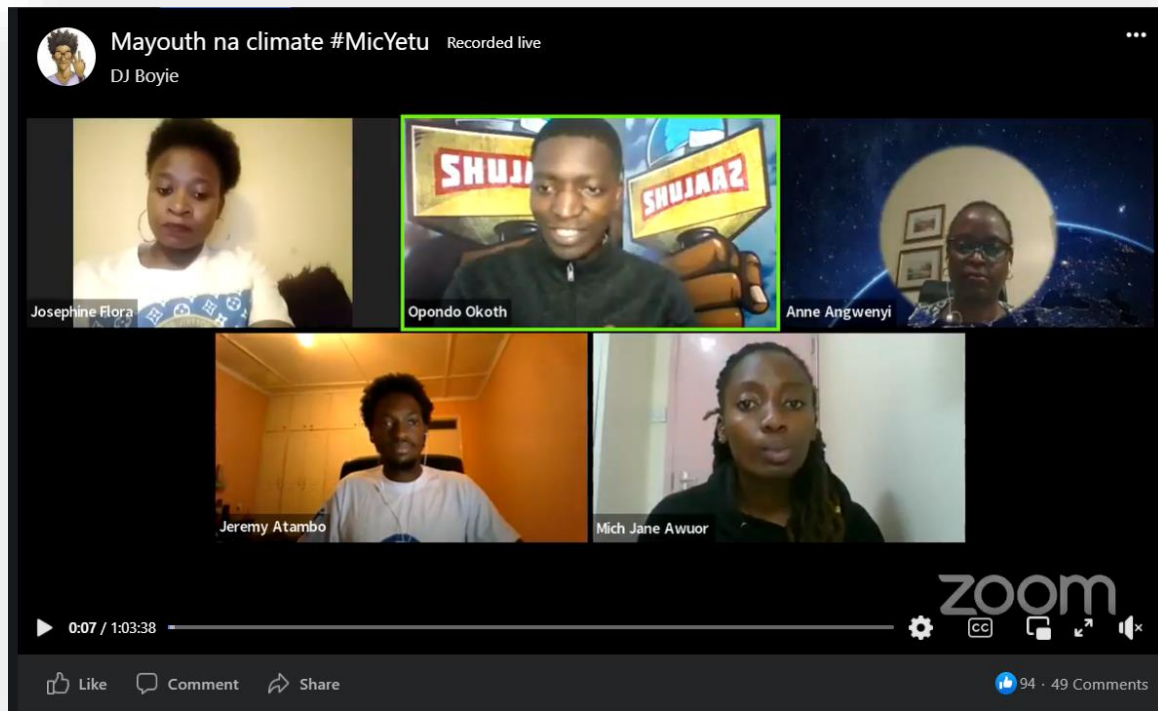 Mayouth na climate #MicYetu Recorded live
DJ Boyie
SHUJ
SHUJAAZ
Josephine Flora
Opondo Okoth
Anne Angwenyi
Jeremy Atambo
Mich Jane Awuor
zoom
0:07 / 1:03:38
CC
Like Comment Share 94 · 49 Comments